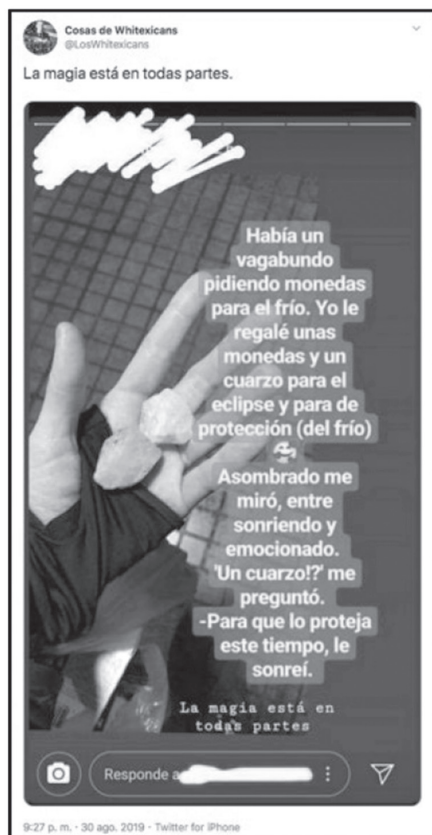 Cosas de Whitexicans
@LosWhitexicans
La magia está en todas partes.
Había un
vagabundo
pidiendo monedas
para el frío. Yo le
regalé unas
monedas y un
cuarzo para el
eclipse y para de
protección (del frío)
Asombrado me
miró, entre
sonriendo y
emocionado.
'Un cuarzo!?' me
preguntó.
-Para que lo proteja
este tiempo, le
sonreí.
La magia está en
todas partes
Responde a
9:27 p. m. · 30 ago. 2019 · Twitter for iPhone